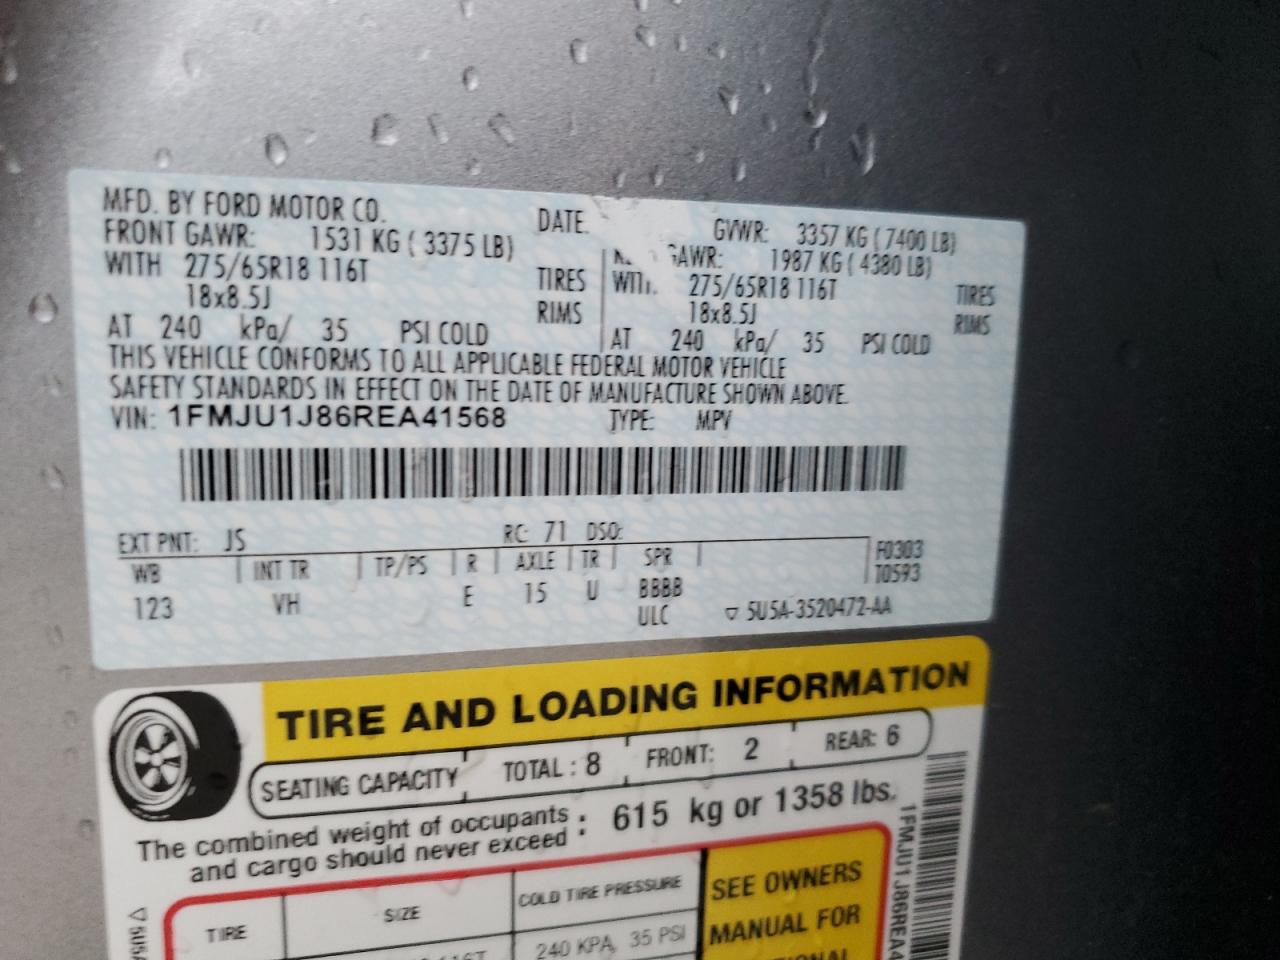 MFD. BY FORD MOTOR CO. DATE: GVWR: 3357 KG (7400 LB)
FRONT GAWR: 1531 KG (3375 LB) GAWR: 1987 KG (4380 LB)
WITH 275/65R18 116T TIRES 275/65R18 116T TIRES
18x8.5J RIMS 18x8.5J RIMS
AT 240 kPa/ 35 PSI COLD AT 240 kPa/ 35 PSI COLD
THIS VEHICLE CONFORMS TO ALL APPLICABLE FEDERAL MOTOR VEHICLE
SAFETY STANDARDS IN EFFECT ON THE DATE OF MANUFACTURE SHOWN ABOVE.
VIN: 1FMJU1J86REA41568 TYPE: MPV
EXT PNT: JS RC: 71 DSO:
WB INT TR TP/PS R AXLE TR SPR F0303
T0593
123 VH E 15 U BBBB
ULC ▽ 5U5A-3520472-AA
TIRE AND LOADING INFORMATION
SEATING CAPACITY TOTAL : 8 FRONT: 2 REAR: 6
The combined weight of occupants
and cargo should never exceed : 615 kg or 1358 lbs.
TIRE SIZE COLD TIRE PRESSURE SEE OWNERS
MANUAL FOR
240 KPA, 35 PSI
1FMJU1J86REA4